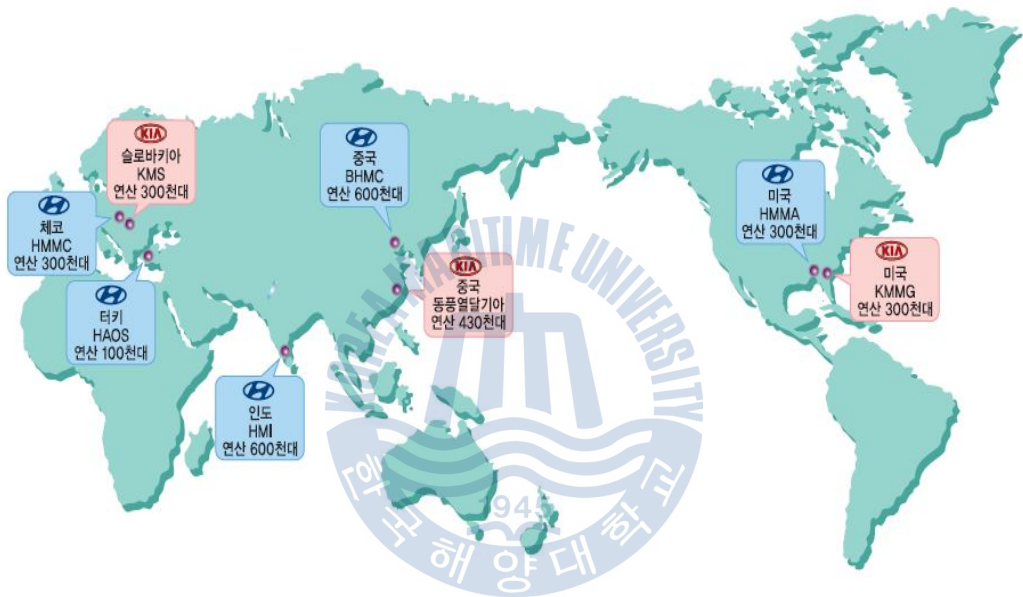 KIA
슬로바키아
KMS
연산 300천대
체코
HMMC
연산 300천대
터키
HAOS
연산 100천대
인도
HMI
연산 600천대
중국
BHMC
연산 600천대
KIA
중국
동풍열달기아
연산 430천대
미국
HMMA
연산 300천대
KIA
미국
KMMG
연산 300천대
KOREA MARITIME UNIVERSITY
1945
한국해양대학교